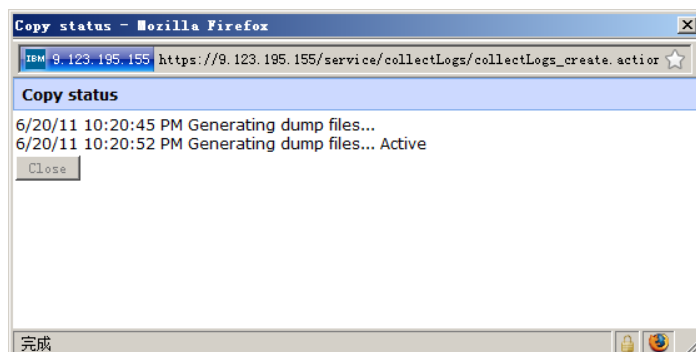 Copy status - Mozilla Firefox
IBM 9.123.195.155 https://9.123.195.155/service/collectLogs/collectLogs_create.action
Copy status
6/20/11 10:20:45 PM Generating dump files...
6/20/11 10:20:52 PM Generating dump files... Active
Close
完成